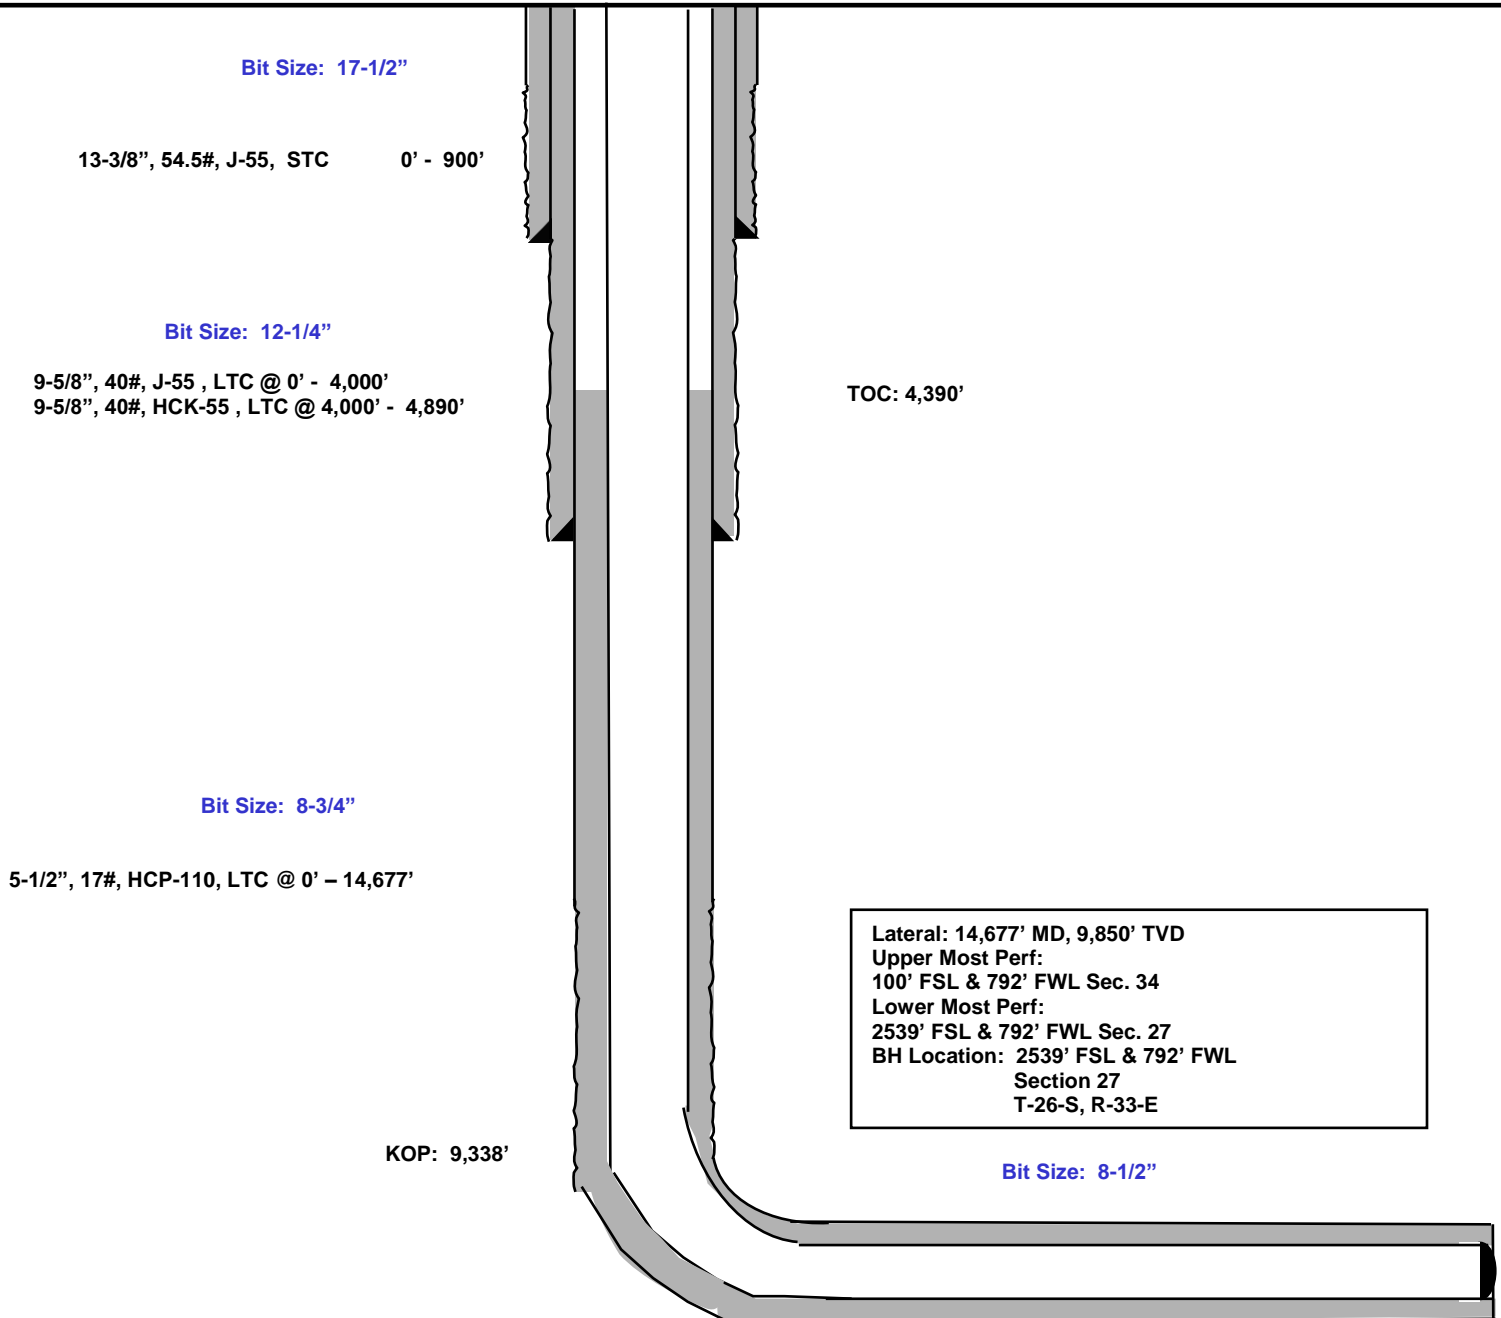 Bit Size: 17-1/2”
13-3/8”, 54.5#, J-55, STC 0’ - 900’
Bit Size: 12-1/4”
9-5/8”, 40#, J-55 , LTC @ 0’ - 4,000’
9-5/8”, 40#, HCK-55 , LTC @ 4,000’ - 4,890’
TOC: 4,390’
Bit Size: 8-3/4”
5-1/2”, 17#, HCP-110, LTC @ 0’ – 14,677’
Lateral: 14,677’ MD, 9,850’ TVD
Upper Most Perf:
100’ FSL & 792’ FWL Sec. 34
Lower Most Perf:
2539’ FSL & 792’ FWL Sec. 27
BH Location: 2539’ FSL & 792’ FWL
Section 27
T-26-S, R-33-E
KOP: 9,338’
Bit Size: 8-1/2”